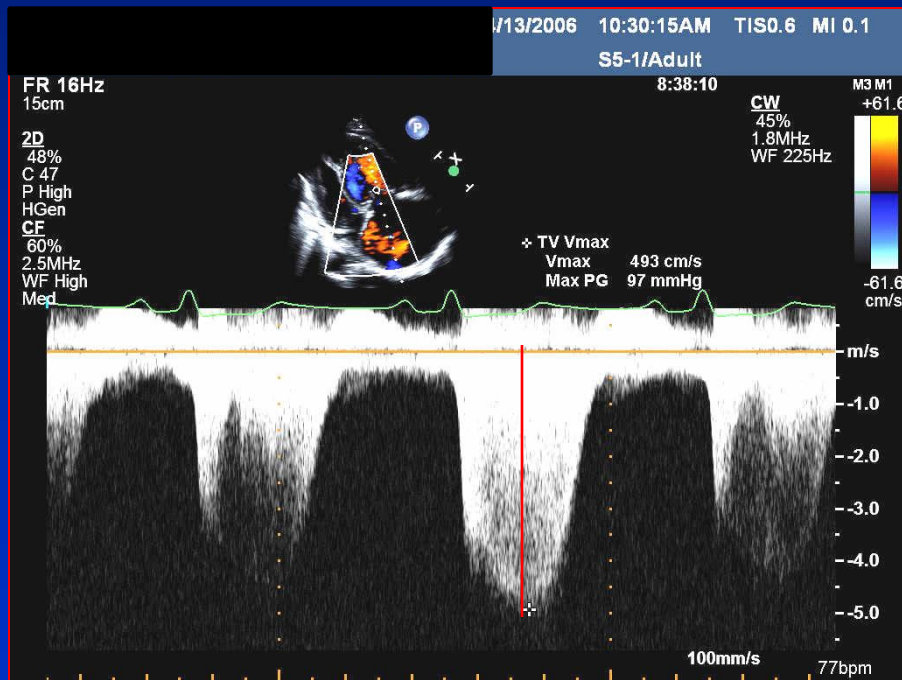 /13/2006 10:30:15AM TIS0.6 MI 0.1
S5-1/Adult
FR 16Hz
15cm
8:38:10
M3 M1
+61.6
2D
48%
C 47
P High
HGen
CF
60%
2.5MHz
WF High
Med
P
CW
45%
1.8MHz
WF 225Hz
TV Vmax
Vmax 493 cm/s
Max PG 97 mmHg
-61.6
cm/s
m/s
-1.0
-2.0
-3.0
-4.0
-5.0
100mm/s
77bpm